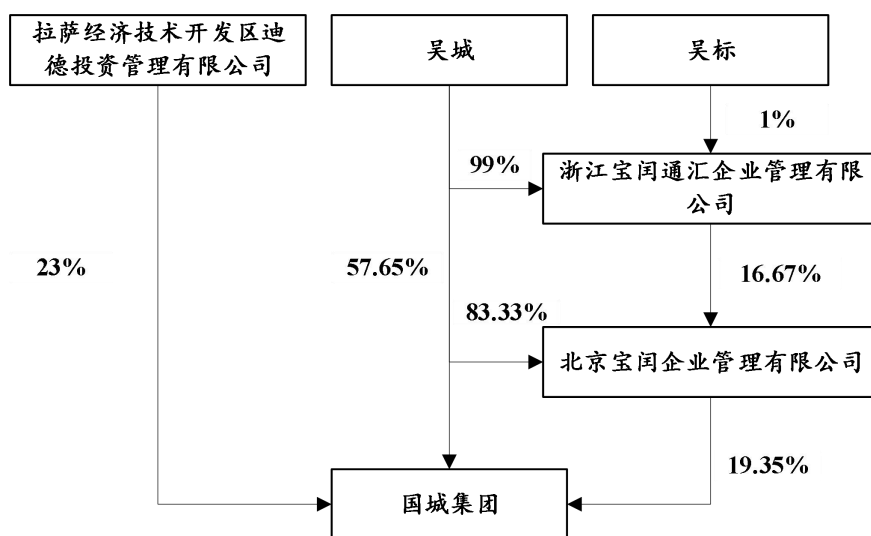 拉萨经济技术开发区迪
德投资管理有限公司
吴城
吴标
1%
99%
浙江宝闰通汇企业管理有限
公司
23%
57.65%
16.67%
83.33%
北京宝闰企业管理有限公司
19.35%
国城集团